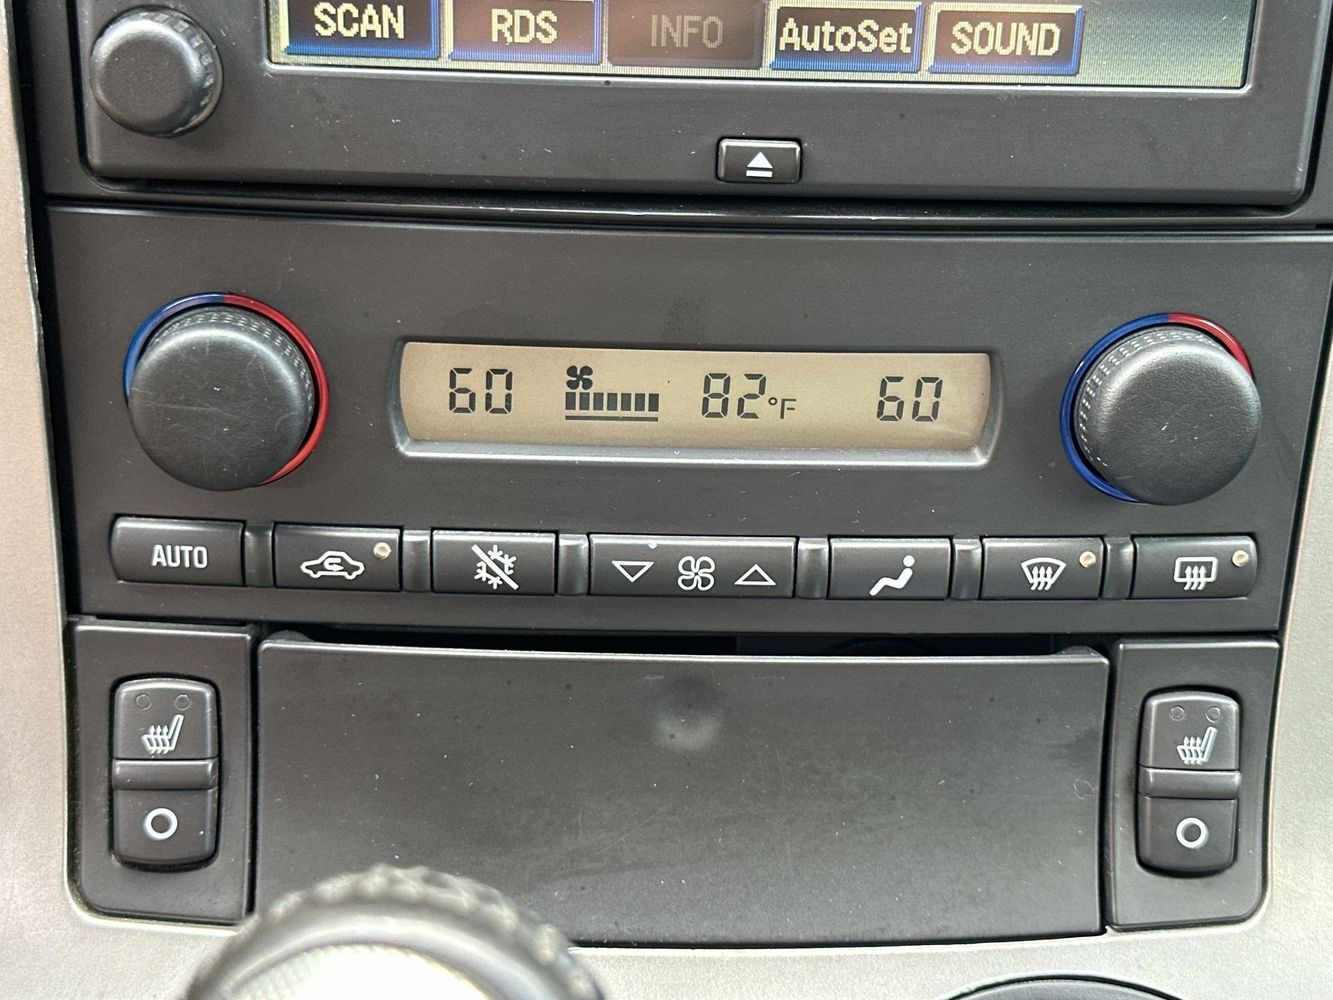 SCAN RDS INFO AutoSet SOUND
60 82°F 60
AUTO